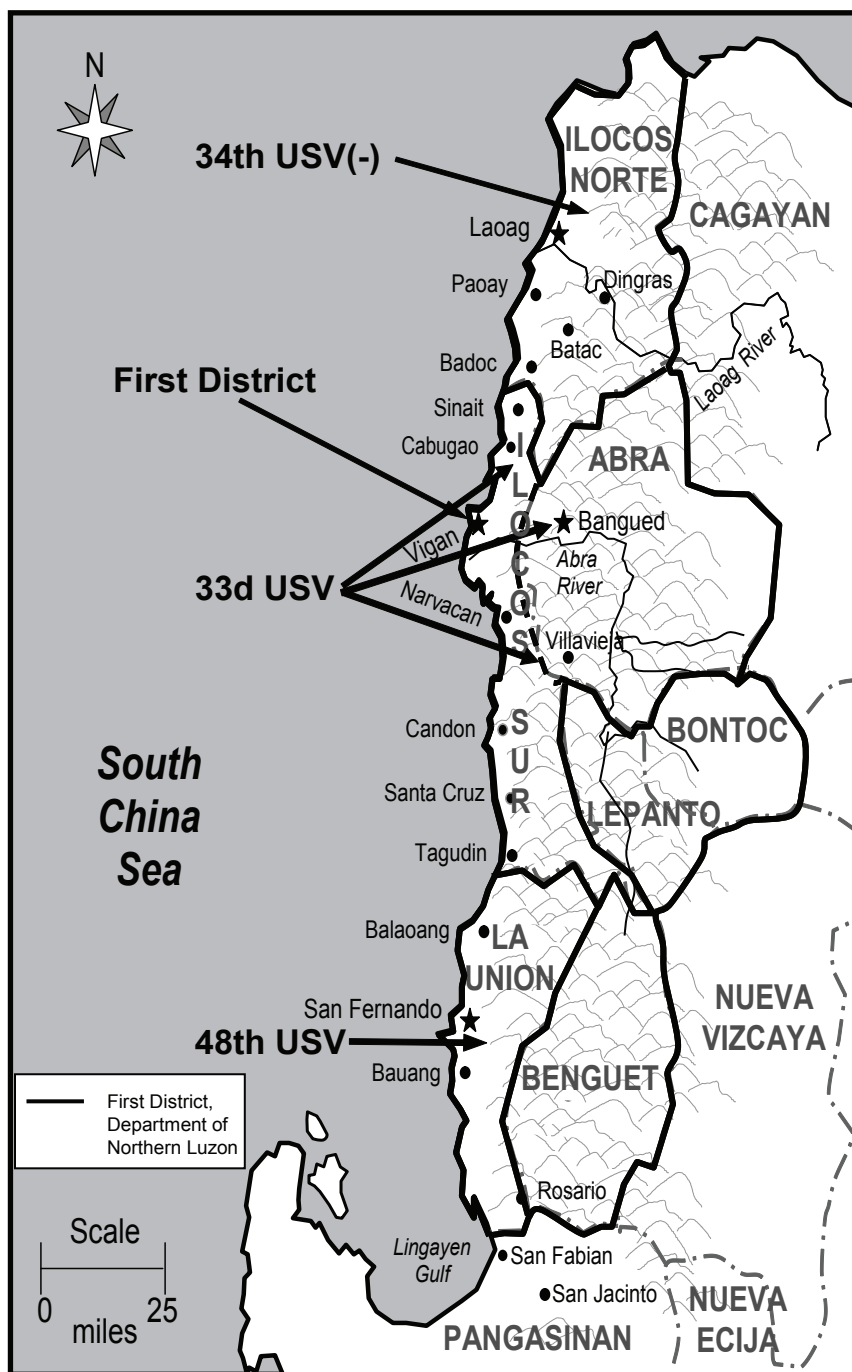 N
34th USV(-)
ILOCOS
NORTE
CAGAYAN
Laoag
Paoay
Dingras
Batac
Laoag River
Badoc
First District
Sinait
Cabugao
ABRA
ILOCOS SUR
Bangued
Vigan
Abra
River
33d USV
Narvacan
Villavieja
Candon
BONTOC
South
China
Sea
Santa Cruz
LEPANTO
Tagudin
Balaoang
LA
UNION
San Fernando
NUEVA
VIZCAYA
48th USV
Bauang
BENGUET
First District,
Department of
Northern Luzon
Rosario
Scale
0 25
miles
Lingayen
Gulf
San Fabian
San Jacinto
NUEVA
ECIJA
PANGASINAN